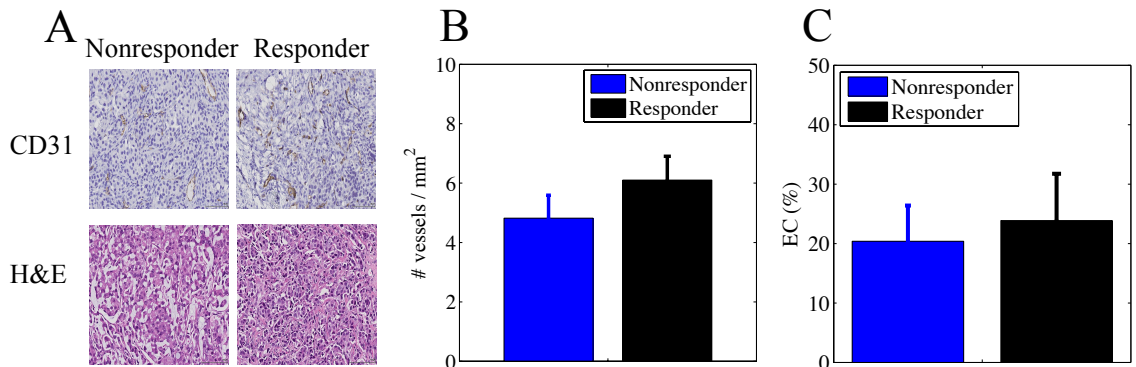 A
Nonresponder Responder
CD31
H&E
B
10
8
6
4
2
0
# vessels / mm²
Nonresponder
Responder
C
50
40
30
20
10
0
EC (%)
Nonresponder
Responder